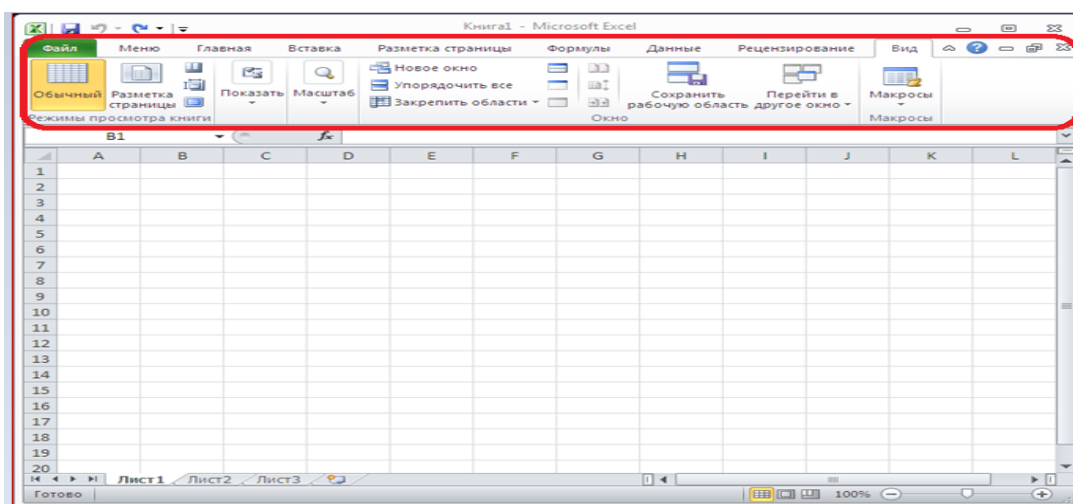 Книга1 - Microsoft Excel
Файл Меню Главная Вставка Разметка страницы Формулы Данные Рецензирование Вид
Новое окно
Обычный Разметка страницы Показать Масштаб Упорядочить все Сохранить рабочую область Перейти в другое окно Макросы
Закрепить области
Режимы просмотра книги Окно Макросы
B1 fx
A B C D E F G H I J K L
1
2
3
4
5
6
7
8
9
10
11
12
13
14
15
16
17
18
19
20
Лист1 Лист2 Лист3
Готово 100%